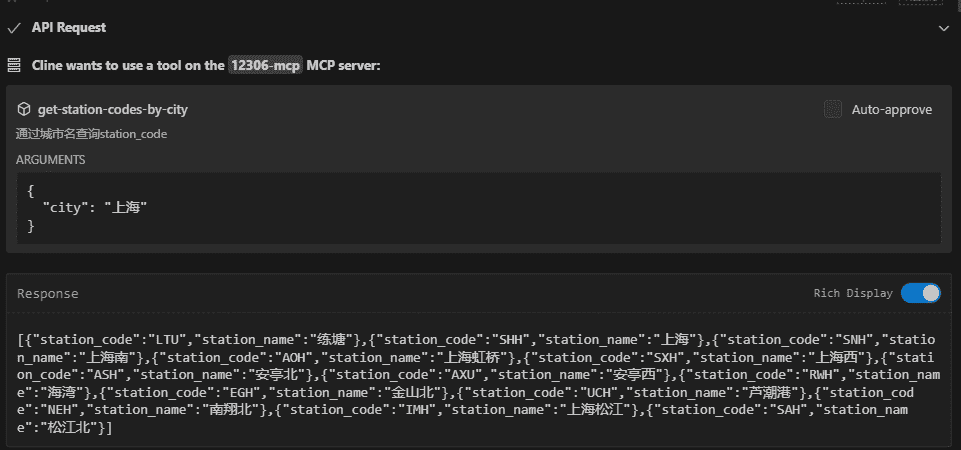 API Request
Cline wants to use a tool on the 12306-mcp MCP server:
get-station-codes-by-city
Auto-approve
通过城市名查询station_code
ARGUMENTS
{
"city": "上海"
}
Response
Rich Display
[{"station_code":"LTU","station_name":"练塘"},{"station_code":"SHH","station_name":"上海"},{"station_code":"SNH","statio
n_name":"上海南"},{"station_code":"AOH","station_name":"上海虹桥"},{"station_code":"SXH","station_name":"上海西"},{"stati
on_code":"ASH","station_name":"安亭北"},{"station_code":"AXU","station_name":"安亭西"},{"station_code":"RWH","station_nam
e":"海湾"},{"station_code":"EGH","station_name":"金山北"},{"station_code":"UCH","station_name":"芦潮港"},{"station_cod
e":"NEH","station_name":"南翔北"},{"station_code":"IMH","station_name":"上海松江"},{"station_code":"SAH","station_nam
e":"松江北"}]